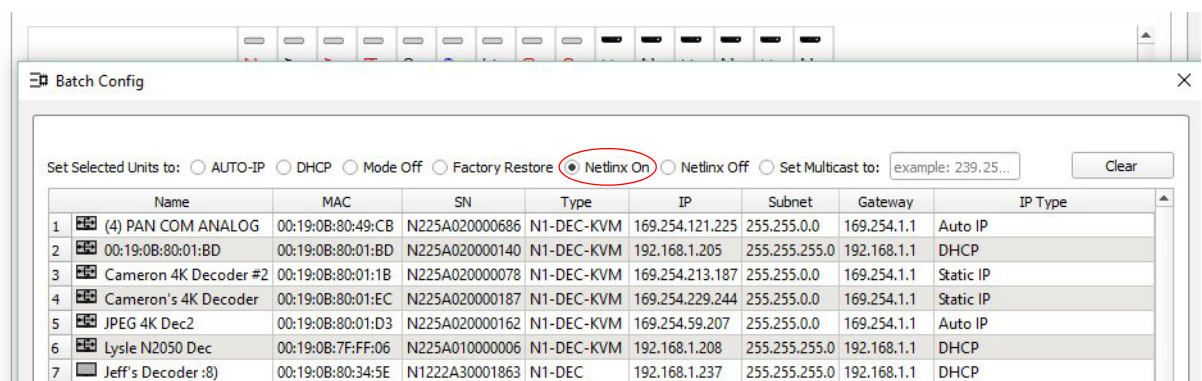 Batch Config
Set Selected Units to: AUTO-IP DHCP Mode Off Factory Restore Netlinx On Netlinx Off Set Multicast to: example: 239.25... Clear
Name MAC SN Type IP Subnet Gateway IP Type
1 (4) PAN COM ANALOG 00:19:0B:80:49:CB N225A020000686 N1-DEC-KVM 169.254.121.225 255.255.0.0 169.254.1.1 Auto IP
2 00:19:0B:80:01:BD 00:19:0B:80:01:BD N225A020000140 N1-DEC-KVM 192.168.1.205 255.255.255.0 192.168.1.1 DHCP
3 Cameron 4K Decoder #2 00:19:0B:80:01:1B N225A020000078 N1-DEC-KVM 169.254.213.187 255.255.0.0 169.254.1.1 Static IP
4 Cameron's 4K Decoder 00:19:0B:80:01:EC N225A020000187 N1-DEC-KVM 169.254.229.244 255.255.0.0 169.254.1.1 Static IP
5 JPEG 4K Dec2 00:19:0B:80:01:D3 N225A020000162 N1-DEC-KVM 169.254.59.207 255.255.0.0 169.254.1.1 Auto IP
6 Lysle N2050 Dec 00:19:0B:7F:FF:06 N225A010000006 N1-DEC-KVM 192.168.1.208 255.255.255.0 192.168.1.1 DHCP
7 Jeff's Decoder :8) 00:19:0B:80:34:5E N1222A30001863 N1-DEC 192.168.1.237 255.255.255.0 192.168.1.1 DHCP